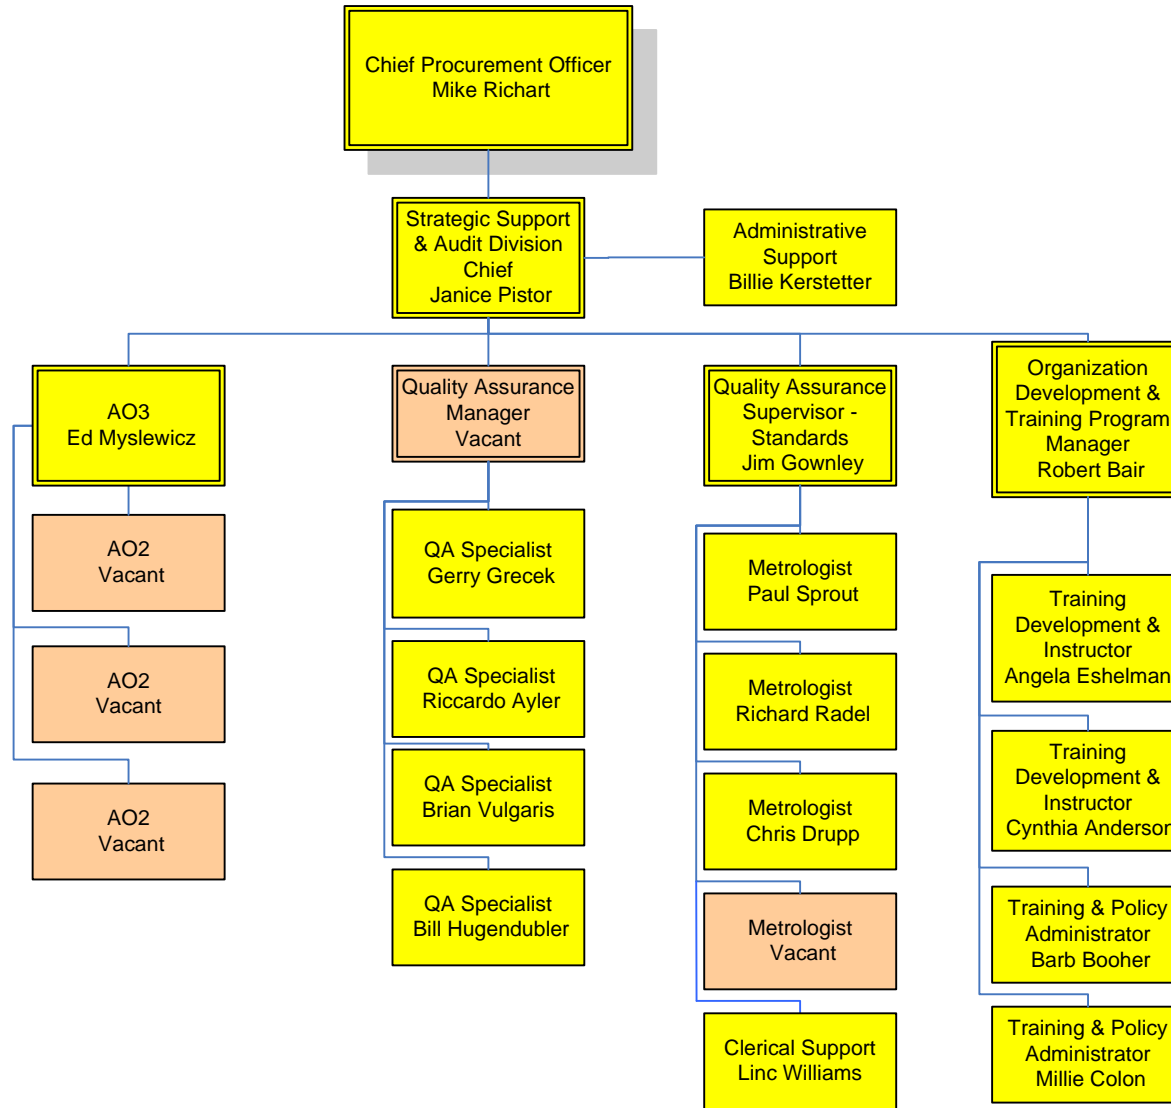 Chief Procurement Officer
Mike Richart
Strategic Support
& Audit Division
Chief
Janice Pistor
Administrative
Support
Billie Kerstetter
AO3
Ed Myslewicz
AO2
Vacant
AO2
Vacant
AO2
Vacant
Quality Assurance
Manager
Vacant
QA Specialist
Gerry Grecek
QA Specialist
Riccardo Ayler
QA Specialist
Brian Vulgaris
QA Specialist
Bill Hugendubler
Quality Assurance
Supervisor -
Standards
Jim Gownley
Metrologist
Paul Sprout
Metrologist
Richard Radel
Metrologist
Chris Drupp
Metrologist
Vacant
Clerical Support
Linc Williams
Organization
Development &
Training Program
Manager
Robert Bair
Training
Development &
Instructor
Angela Eshelman
Training
Development &
Instructor
Cynthia Anderson
Training & Policy
Administrator
Barb Booher
Training & Policy
Administrator
Millie Colon